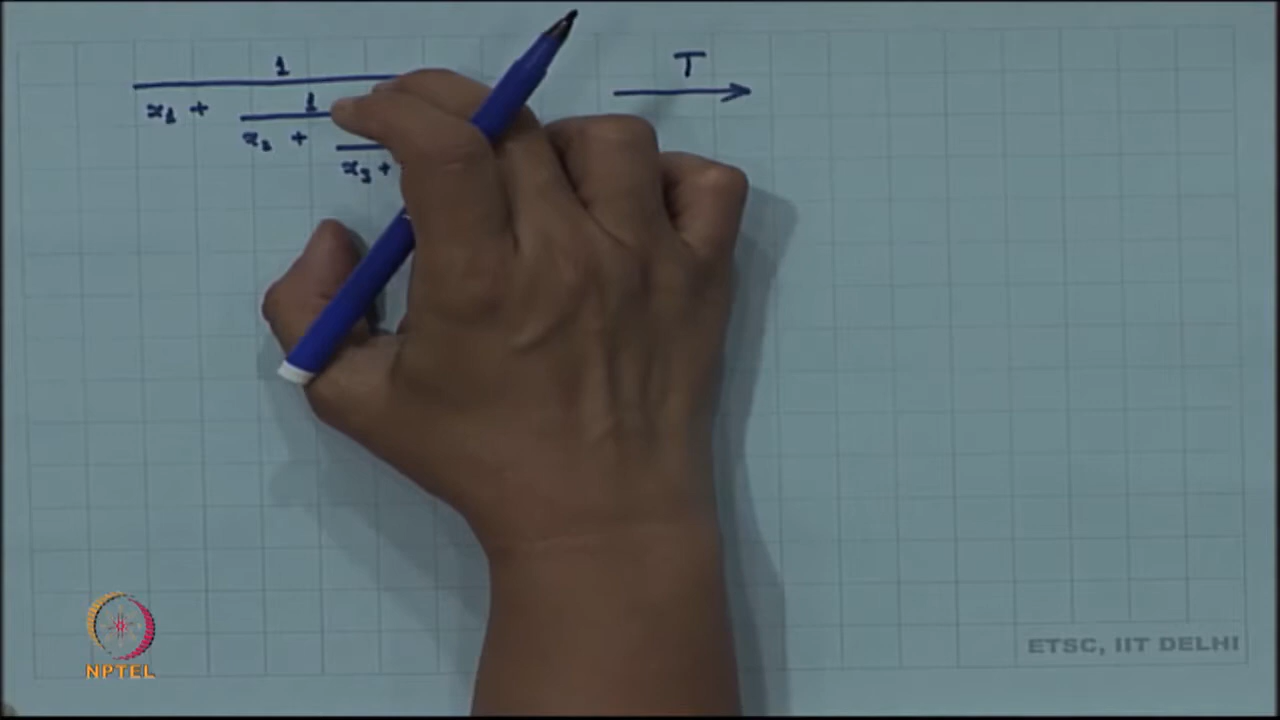 1
T
x₁ + 1
x₂ +
x₃ +
NPTEL
ETSC, IIT DELHI